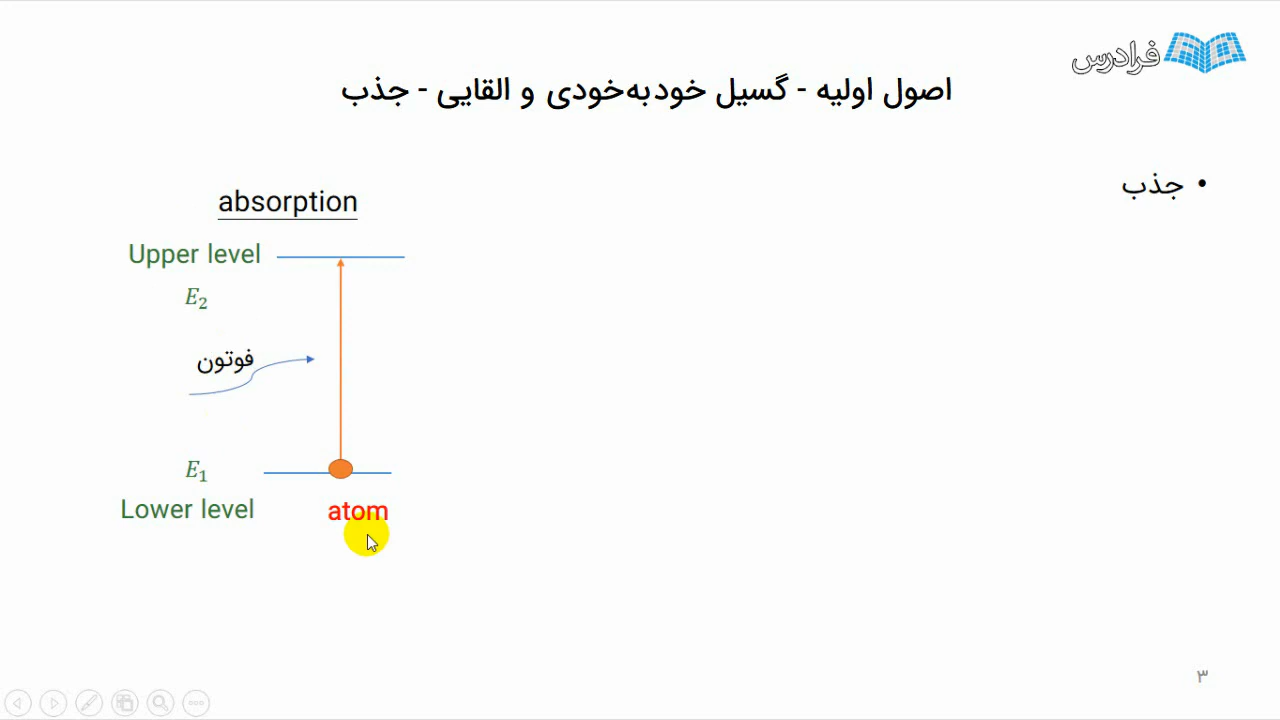 فرادرس
اصول اولیه - گسیل خودبه‌خودی و القایی - جذب
• جذب
absorption
Upper level
E₂
فوتون
E₁
Lower level
atom
۳